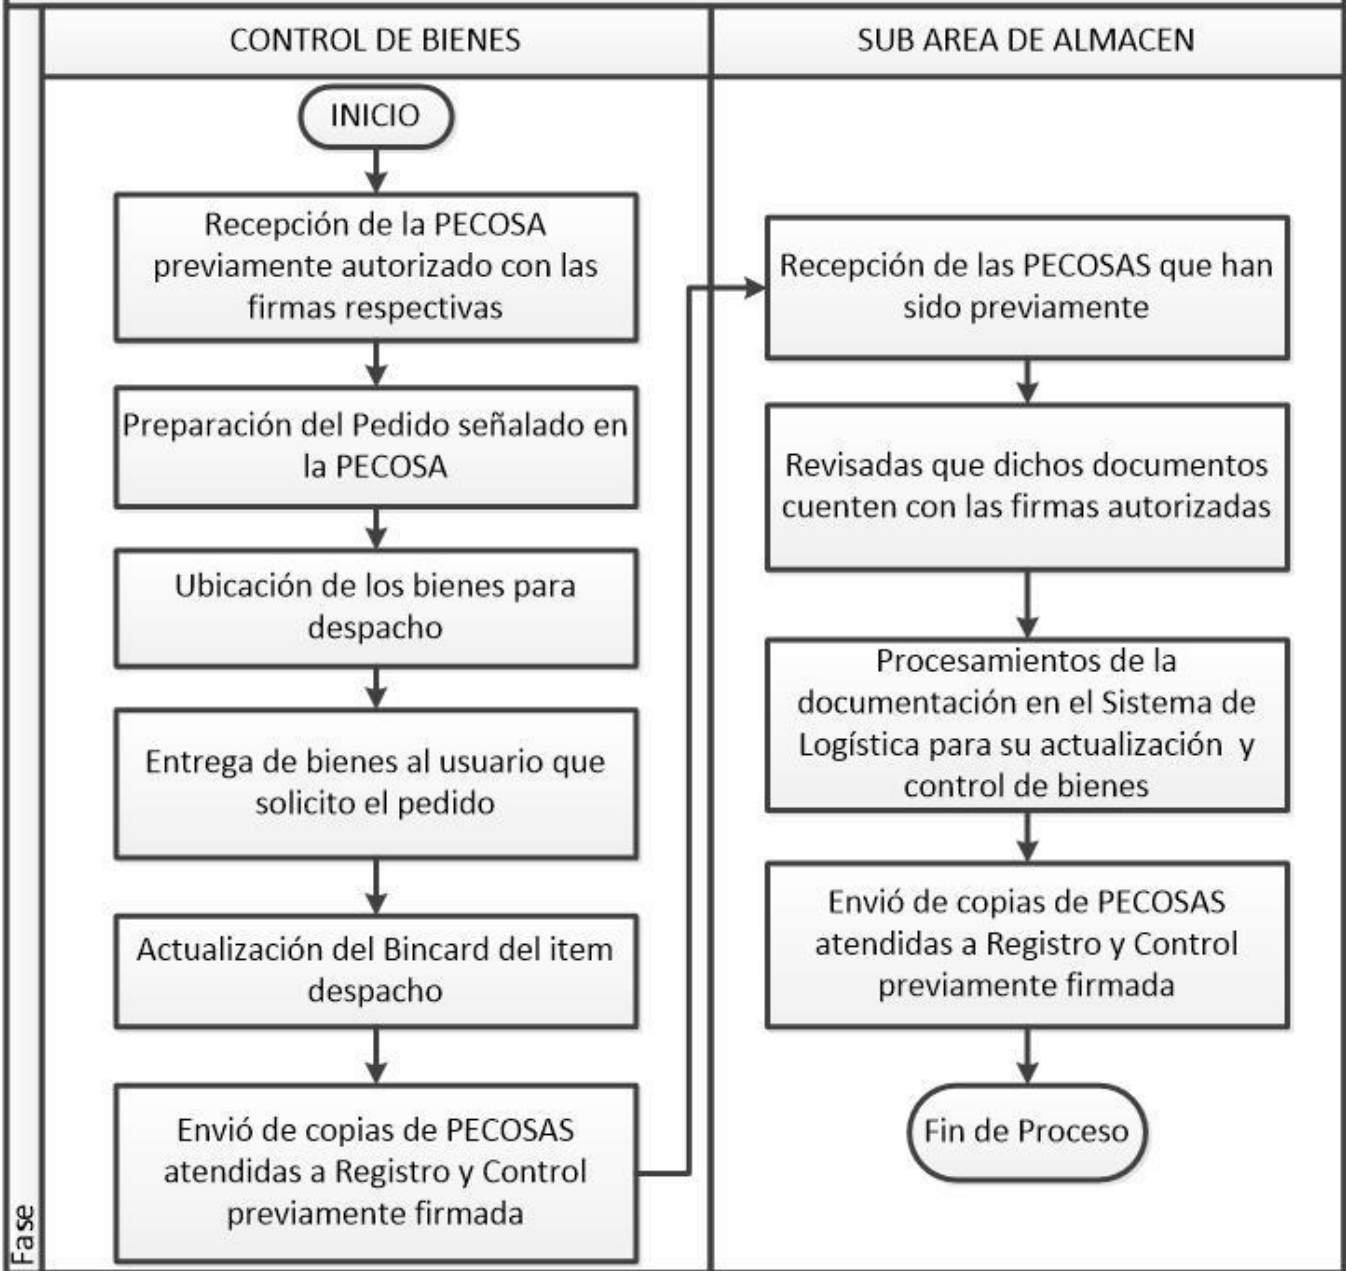 CONTROL DE BIENES
SUB AREA DE ALMACEN
INICIO
Recepción de la PECOSA
previamente autorizado con las
firmas respectivas
Preparación del Pedido señalado en
la PECOSA
Ubicación de los bienes para
despacho
Entrega de bienes al usuario que
solicito el pedido
Actualización del Bincard del item
despacho
Envió de copias de PECOSAS
atendidas a Registro y Control
previamente firmada
Recepción de las PECOSAS que han
sido previamente
Revisadas que dichos documentos
cuenten con las firmas autorizadas
Procesamientos de la
documentación en el Sistema de
Logística para su actualización  y
control de bienes
Envió de copias de PECOSAS
atendidas a Registro y Control
previamente firmada
Fin de Proceso
Fase